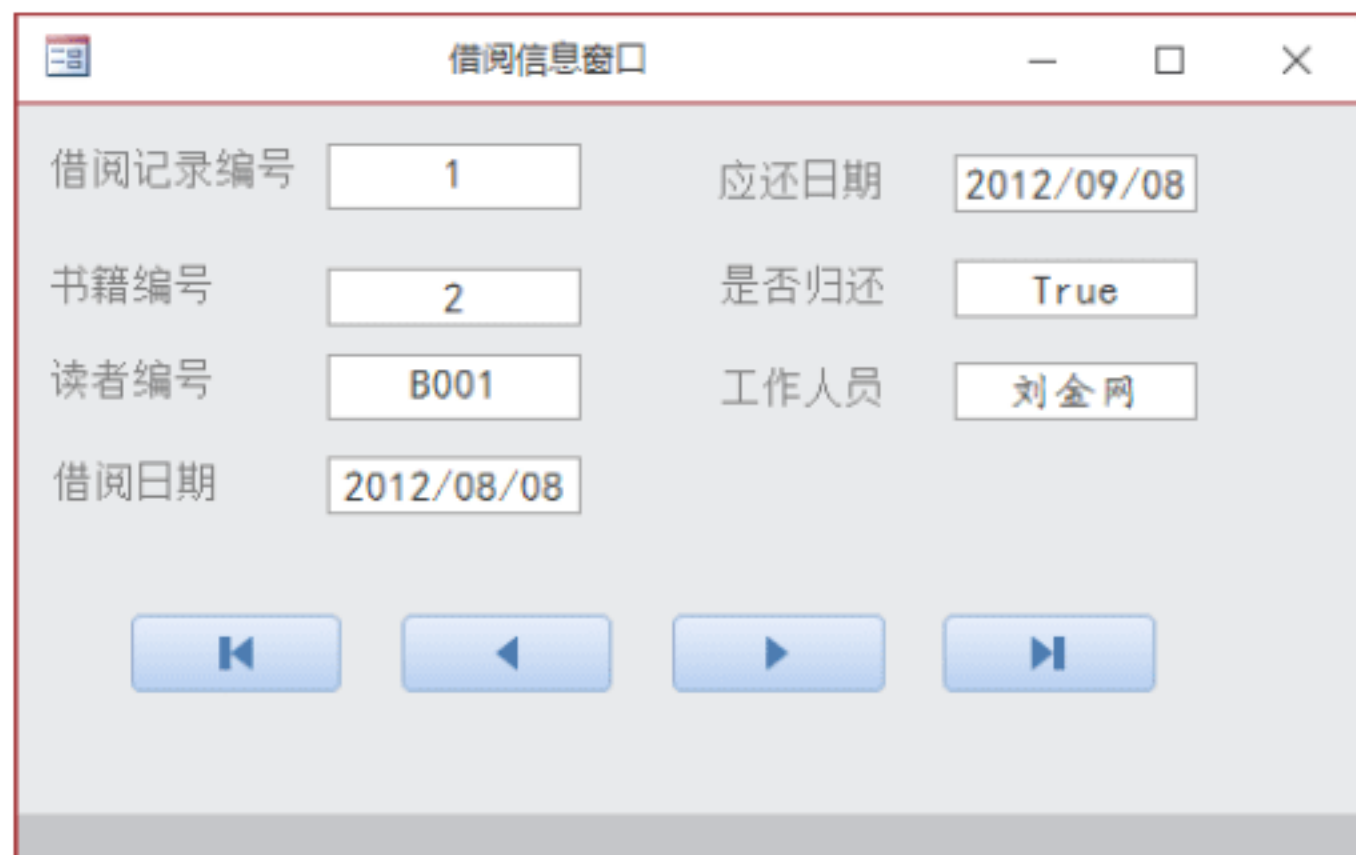 借阅信息窗口
借阅记录编号 1 应还日期 2012/09/08
书籍编号 2 是否归还 True
读者编号 B001 工作人员 刘金网
借阅日期 2012/08/08